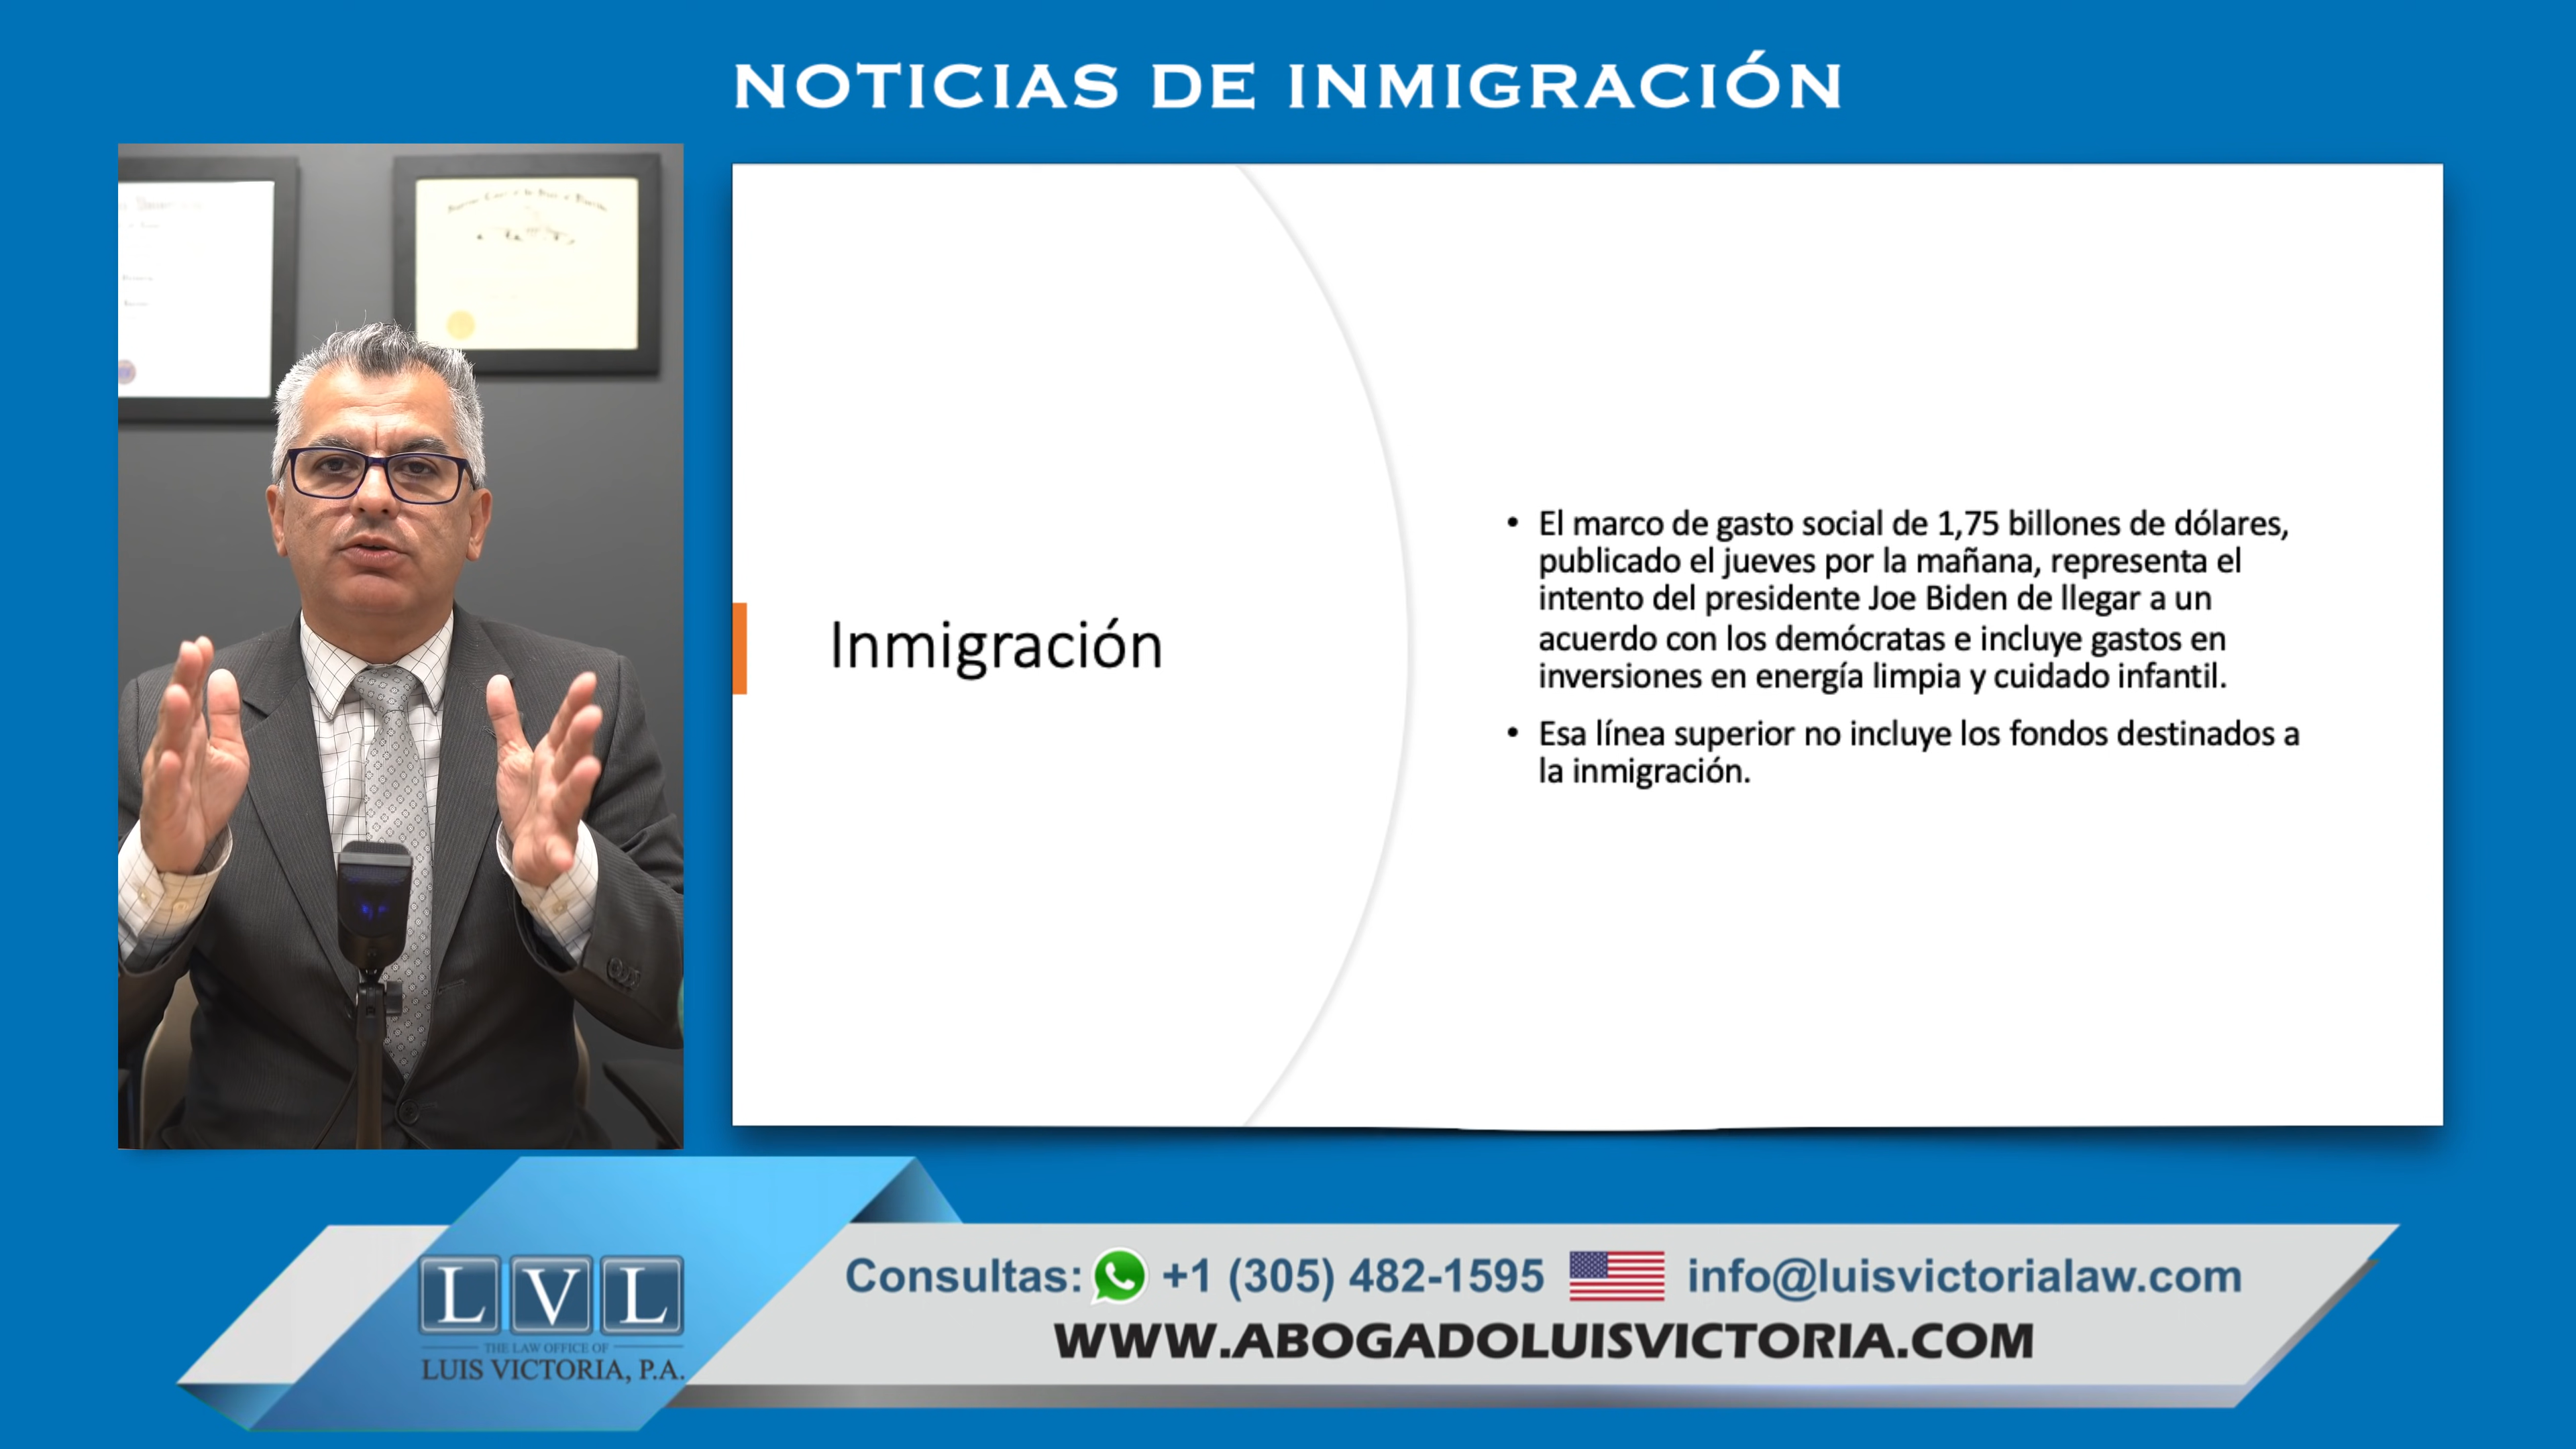 NOTICIAS DE INMIGRACIÓN
Inmigración
• El marco de gasto social de 1,75 billones de dólares,
publicado el jueves por la mañana, representa el
intento del presidente Joe Biden de llegar a un
acuerdo con los demócratas e incluye gastos en
inversiones en energía limpia y cuidado infantil.
• Esa línea superior no incluye los fondos destinados a
la inmigración.
LVL
THE LAW OFFICE OF
LUIS VICTORIA, P.A.
Consultas: +1 (305) 482-1595 info@luisvictorialaw.com
WWW.ABOGADOLUISVICTORIA.COM